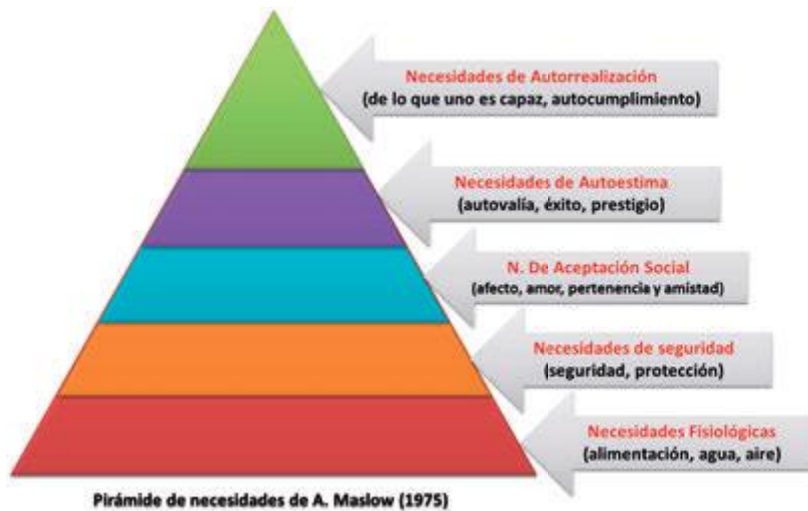 Necesidades de Autorrealización
(de lo que uno es capaz, autocumplimiento)
Necesidades de Autoestima
(autovalía, éxito, prestigio)
N. De Aceptación Social
(afecto, amor, pertenencia y amistad)
Necesidades de seguridad
(seguridad, protección)
Necesidades Fisiológicas
(alimentación, agua, aire)
Pirámide de necesidades de A. Maslow (1975)